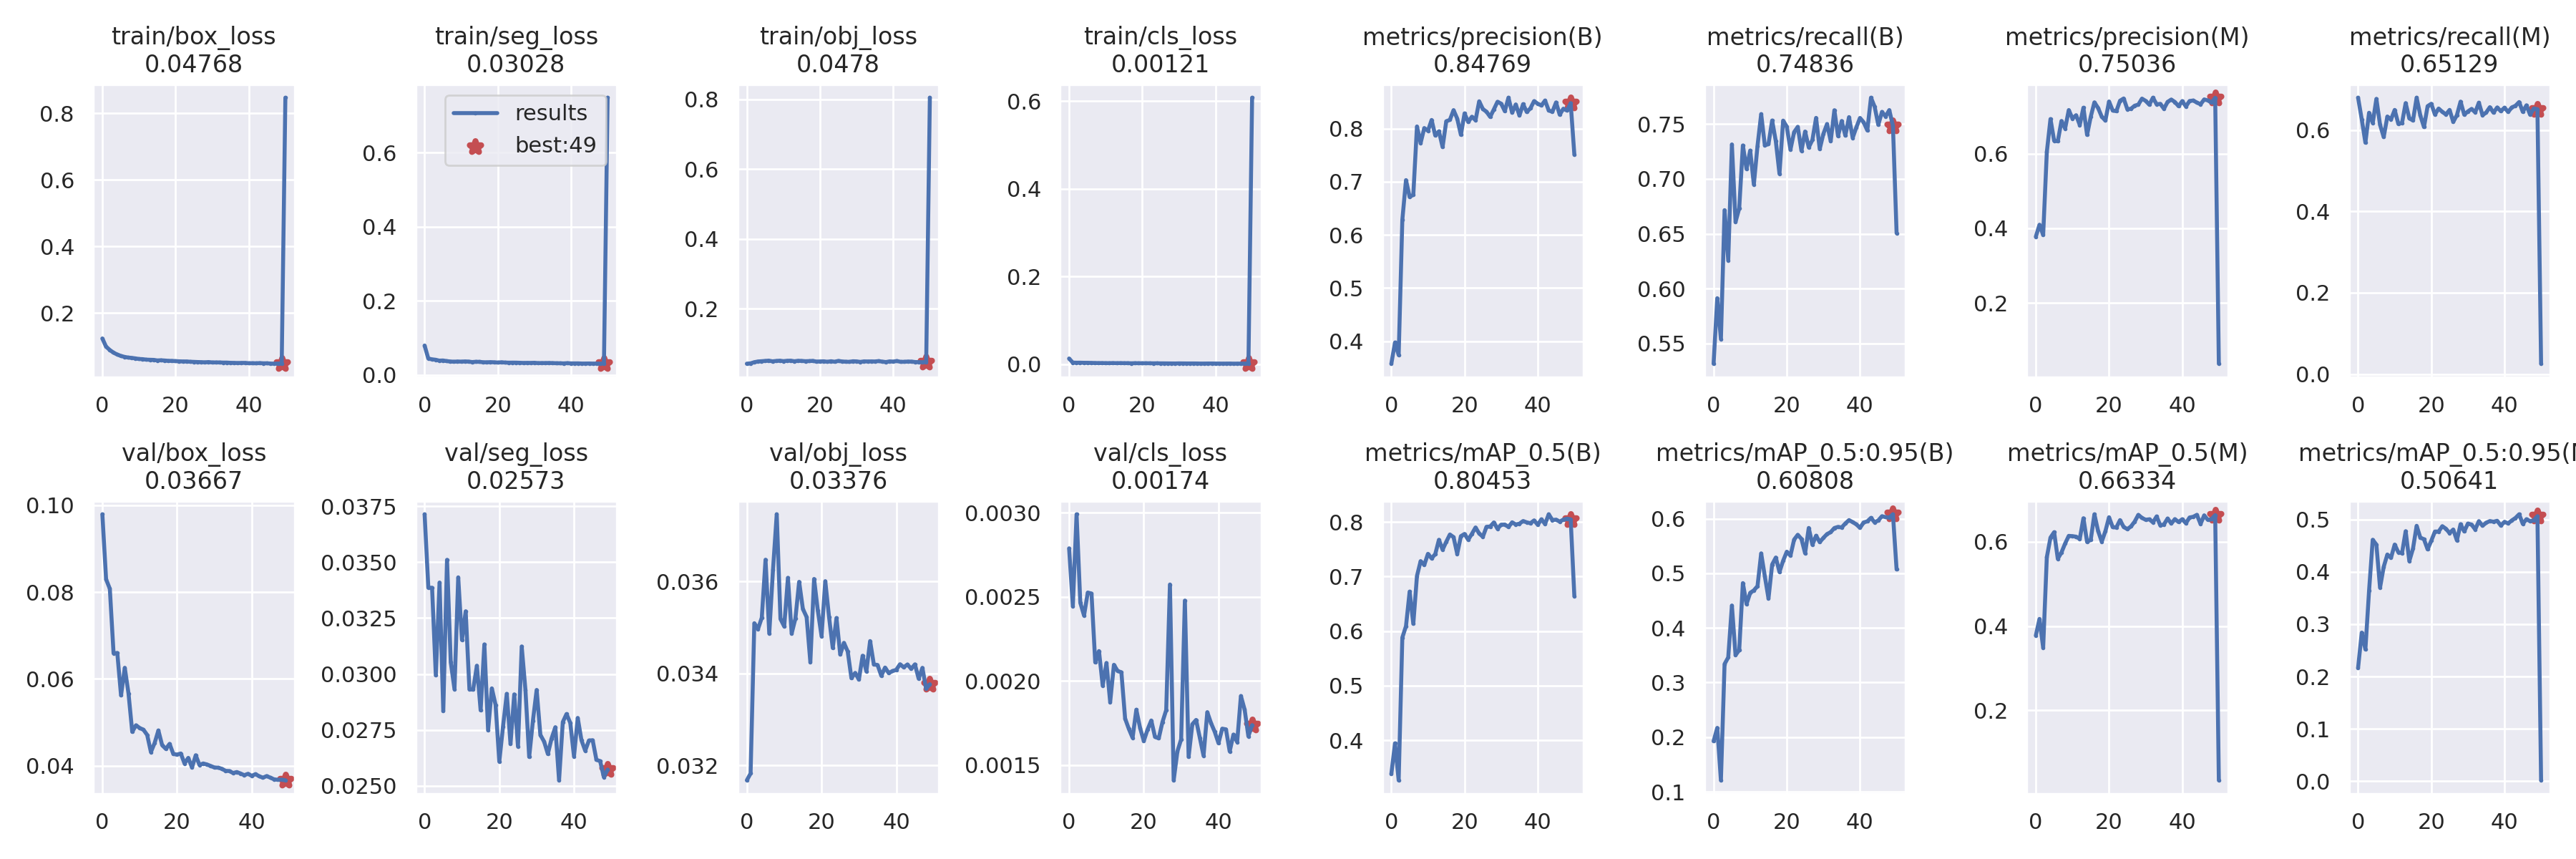 train/box_loss
0.04768
train/seg_loss
0.03028
train/obj_loss
0.0478
train/cls_loss
0.00121
metrics/precision(B)
0.84769
metrics/recall(B)
0.74836
metrics/precision(M)
0.75036
metrics/recall(M)
0.65129
0.8
0.6
0.4
0.2
0 20 40
results
best:49
0.6
0.4
0.2
0.0
0 20 40
0.8
0.6
0.4
0.2
0 20 40
0.6
0.4
0.2
0.0
0 20 40
0.8
0.7
0.6
0.5
0.4
0 20 40
0.75
0.70
0.65
0.60
0.55
0 20 40
0.6
0.4
0.2
0 20 40
0.6
0.4
0.2
0.0
0 20 40
val/box_loss
0.03667
val/seg_loss
0.02573
val/obj_loss
0.03376
val/cls_loss
0.00174
metrics/mAP_0.5(B)
0.80453
metrics/mAP_0.5:0.95(B)
0.60808
metrics/mAP_0.5(M)
0.66334
metrics/mAP_0.5:0.95(M
0.50641
0.10
0.08
0.06
0.04
0 20 40
0.0375
0.0350
0.0325
0.0300
0.0275
0.0250
0 20 40
0.036
0.034
0.032
0 20 40
0.0030
0.0025
0.0020
0.0015
0 20 40
0.8
0.7
0.6
0.5
0.4
0 20 40
0.6
0.5
0.4
0.3
0.2
0.1
0 20 40
0.6
0.4
0.2
0 20 40
0.5
0.4
0.3
0.2
0.1
0.0
0 20 40